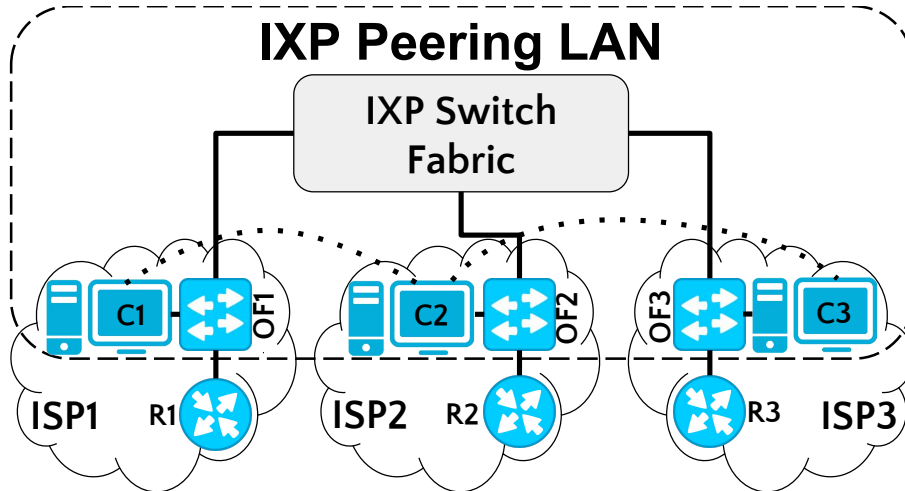 IXP Peering LAN
IXP Switch
Fabric
C1
OF1
C2
OF2
OF3
C3
ISP1
R1
ISP2
R2
R3
ISP3